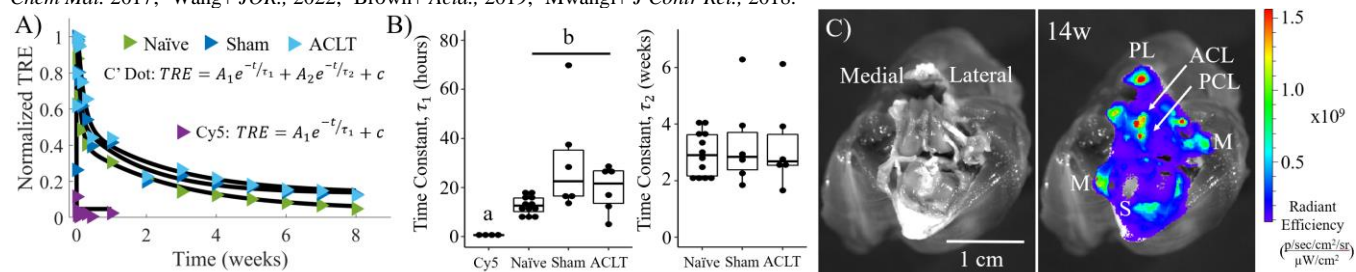 Chem Mat. 2017; Wang+ JOR., 2022; Brown+ Acta., 2019; Mwangi+ J Contr Rel., 2018.
A)
Normalized TRE
1
0.8
0.6
0.4
0.2
0
0 2 4 6 8
Time (weeks)
Naïve Sham ACLT
C' Dot: TRE = A₁e^{-t/τ₁} + A₂e^{-t/τ₂} + c
Cy5: TRE = A₁e^{-t/τ₁} + c
B)
Time Constant, τ₁ (hours)
80
60
40
20
0
a
b
Cy5 Naïve Sham ACLT
Time Constant, τ₂ (weeks)
6
4
2
0
Naïve Sham ACLT
C)
Medial Lateral
1 cm
14w
PL
ACL
PCL
M
M
S
1.5
1.0
x10⁹
0.5
Radiant
Efficiency
(p/sec/cm²/sr / µW/cm²)